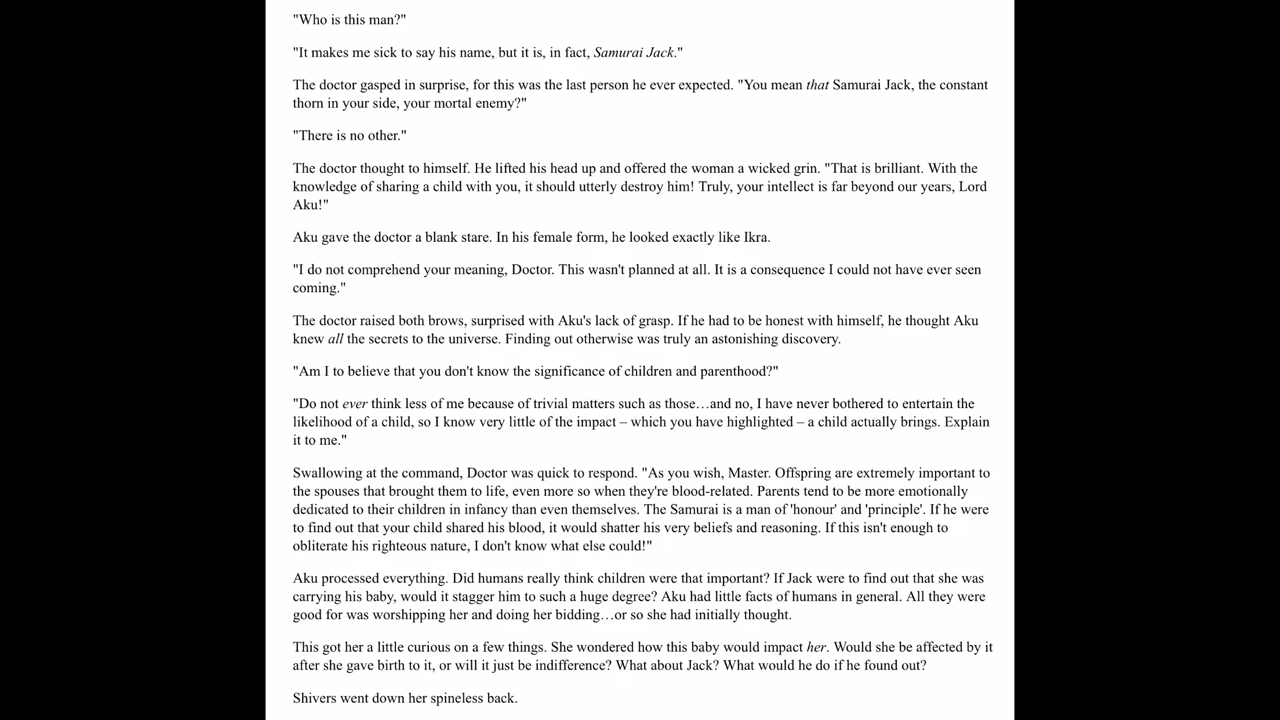 "Who is this man?"
"It makes me sick to say his name, but it is, in fact, Samurai Jack."
The doctor gasped in surprise, for this was the last person he ever expected. "You mean that Samurai Jack, the constant
thorn in your side, your mortal enemy?"
"There is no other."
The doctor thought to himself. He lifted his head up and offered the woman a wicked grin. "That is brilliant. With the
knowledge of sharing a child with you, it should utterly destroy him! Truly, your intellect is far beyond our years, Lord
Aku!"
Aku gave the doctor a blank stare. In his female form, he looked exactly like Ikra.
"I do not comprehend your meaning, Doctor. This wasn't planned at all. It is a consequence I could not have ever seen
coming."
The doctor raised both brows, surprised with Aku's lack of grasp. If he had to be honest with himself, he thought Aku
knew all the secrets to the universe. Finding out otherwise was truly an astonishing discovery.
"Am I to believe that you don't know the significance of children and parenthood?"
"Do not ever think less of me because of trivial matters such as those…and no, I have never bothered to entertain the
likelihood of a child, so I know very little of the impact – which you have highlighted – a child actually brings. Explain
it to me."
Swallowing at the command, Doctor was quick to respond. "As you wish, Master. Offspring are extremely important to
the spouses that brought them to life, even more so when they're blood-related. Parents tend to be more emotionally
dedicated to their children in infancy than even themselves. The Samurai is a man of 'honour' and 'principle'. If he were
to find out that your child shared his blood, it would shatter his very beliefs and reasoning. If this isn't enough to
obliterate his righteous nature, I don't know what else could!"
Aku processed everything. Did humans really think children were that important? If Jack were to find out that she was
carrying his baby, would it stagger him to such a huge degree? Aku had little facts of humans in general. All they were
good for was worshipping her and doing her bidding…or so she had initially thought.
This got her a little curious on a few things. She wondered how this baby would impact her. Would she be affected by it
after she gave birth to it, or will it just be indifference? What about Jack? What would he do if he found out?
Shivers went down her spineless back.